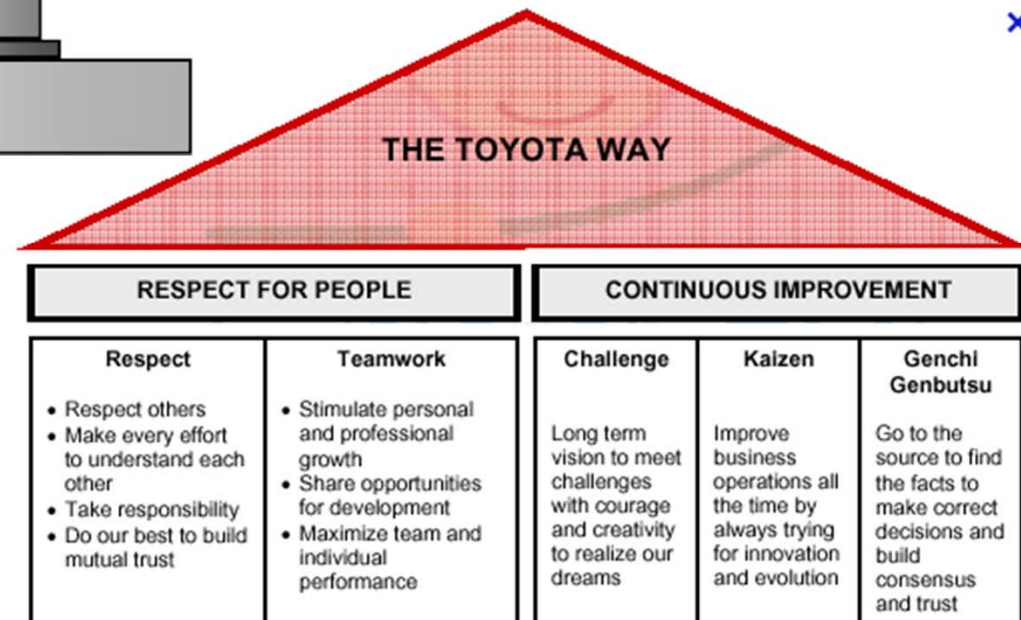 THE TOYOTA WAY
RESPECT FOR PEOPLE
CONTINUOUS IMPROVEMENT
Respect
• Respect others
• Make every effort
to understand each
other
• Take responsibility
• Do our best to build
mutual trust
Teamwork
• Stimulate personal
and professional
growth
• Share opportunities
for development
• Maximize team and
individual
performance
Challenge
Long term
vision to meet
challenges
with courage
and creativity
to realize our
dreams
Kaizen
Improve
business
operations all
the time by
always trying
for innovation
and evolution
Genchi
Genbutsu
Go to the
source to find
the facts to
make correct
decisions and
build
consensus
and trust